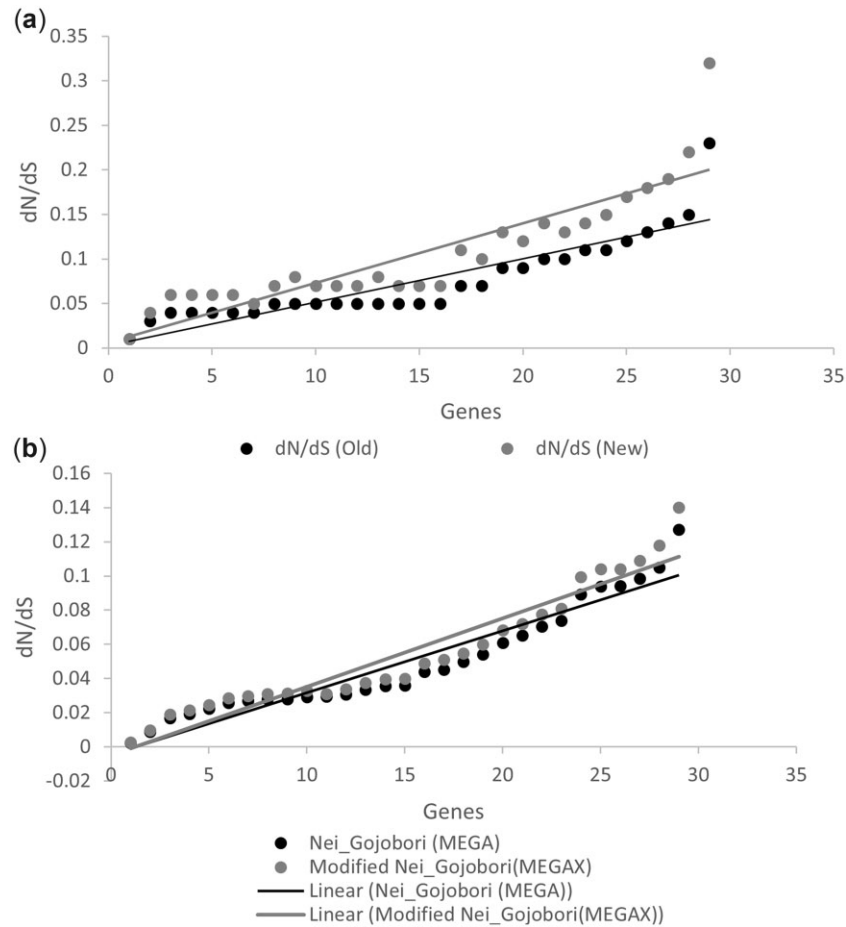 (a)
0.35
0.3
0.25
0.2
0.15
0.1
0.05
0
dN/dS
0 5 10 15 20 25 30 35
Genes
dN/dS (Old) dN/dS (New)
(b)
0.16
0.14
0.12
0.1
0.08
0.06
0.04
0.02
0
-0.02
dN/dS
0 5 10 15 20 25 30 35
Genes
Nei_Gojobori (MEGA)
Modified Nei_Gojobori(MEGAX)
Linear (Nei_Gojobori (MEGA))
Linear (Modified Nei_Gojobori(MEGAX))